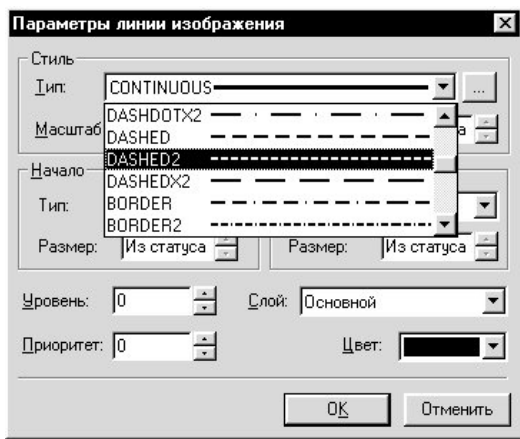 Параметры линии изображения
Стиль
Тип: CONTINUOUS
...
Масштаб
DASHDOTX2
DASHED
DASHED2
DASHEDX2
BORDER
BORDER2
Начало
Тип:
Размер: Из статуса
Размер: Из статуса
Уровень: 0
Слой: Основной
Приоритет: 0
Цвет:
OK
Отменить